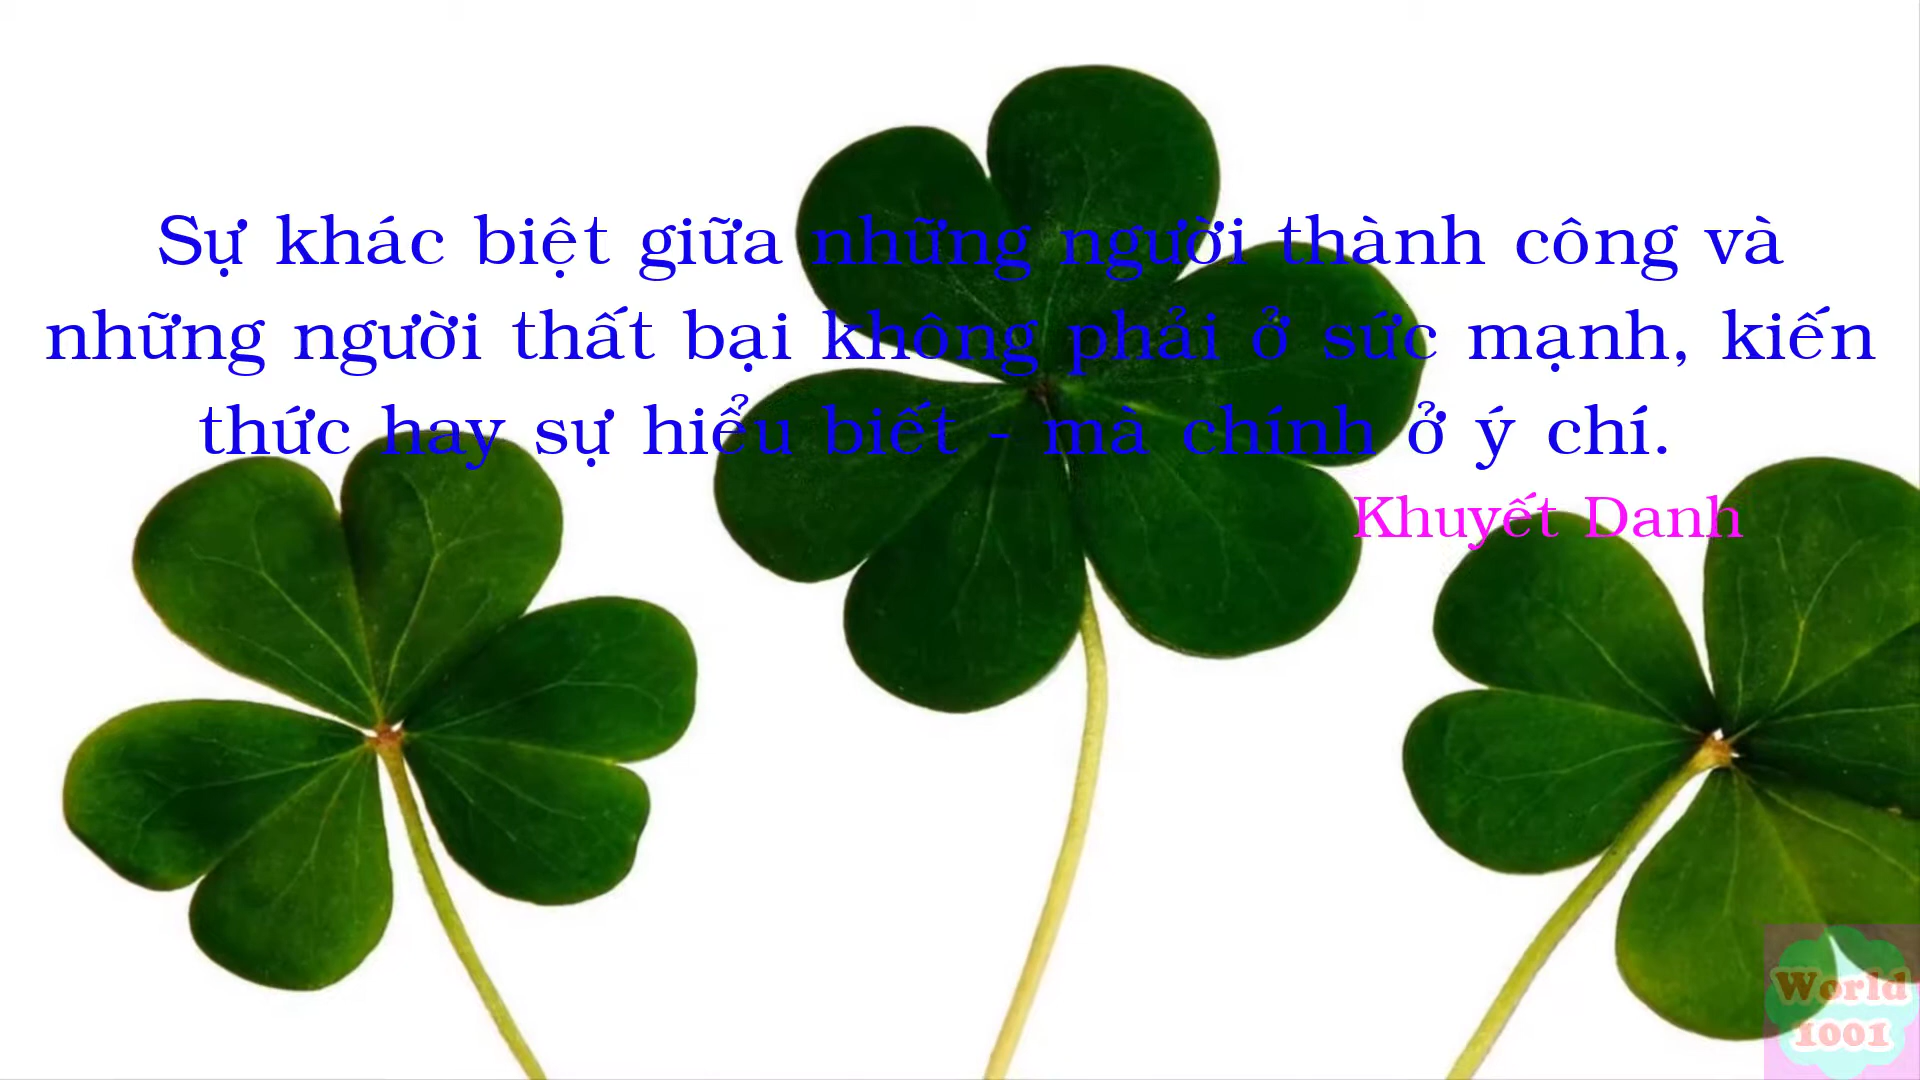 Sự khác biệt giữa những người thành công và
những người thất bại không phải ở sức mạnh, kiến
thức hay sự hiểu biết - mà chính ở ý chí.
Khuyết Danh
World
1001